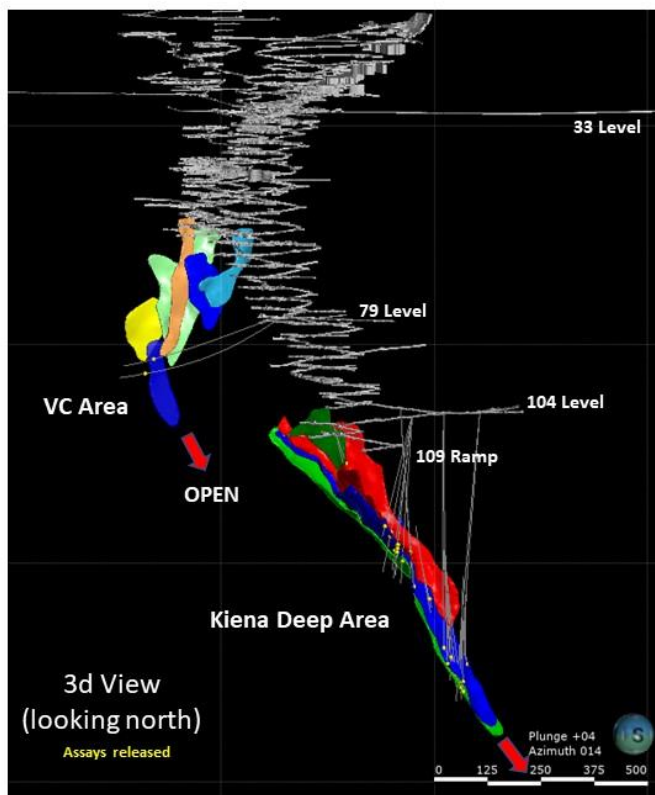 33 Level
79 Level
VC Area
104 Level
109 Ramp
OPEN
Kiena Deep Area
3d View
(looking north)
Assays released
Plunge +04
Azimuth 014
0 125 250 375 500
S